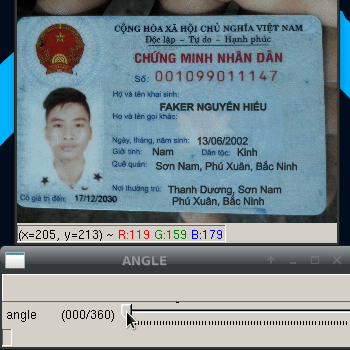 CỘNG HÒA XÃ HỘI CHỦ NGHĨA VIỆT NAM
Độc lập - Tự do - Hạnh phúc
CHỨNG MINH NHÂN DÂN
Số: 001099011147
Họ và tên khai sinh:
FAKER NGUYỄN HIẾU
Họ và tên gọi khác:
Ngày, tháng, năm sinh: 13/06/2002
Giới tính: Nam Dân tộc: Kinh
Quê quán: Sơn Nam, Phú Xuân, Bắc Ninh
Nơi thường trú: Thanh Dương, Sơn Nam
Phú Xuân, Bắc Ninh
Có giá trị đến: 17/12/2030
(x=205, y=213) ~ R:119 G:159 B:179
ANGLE
angle (000/360)